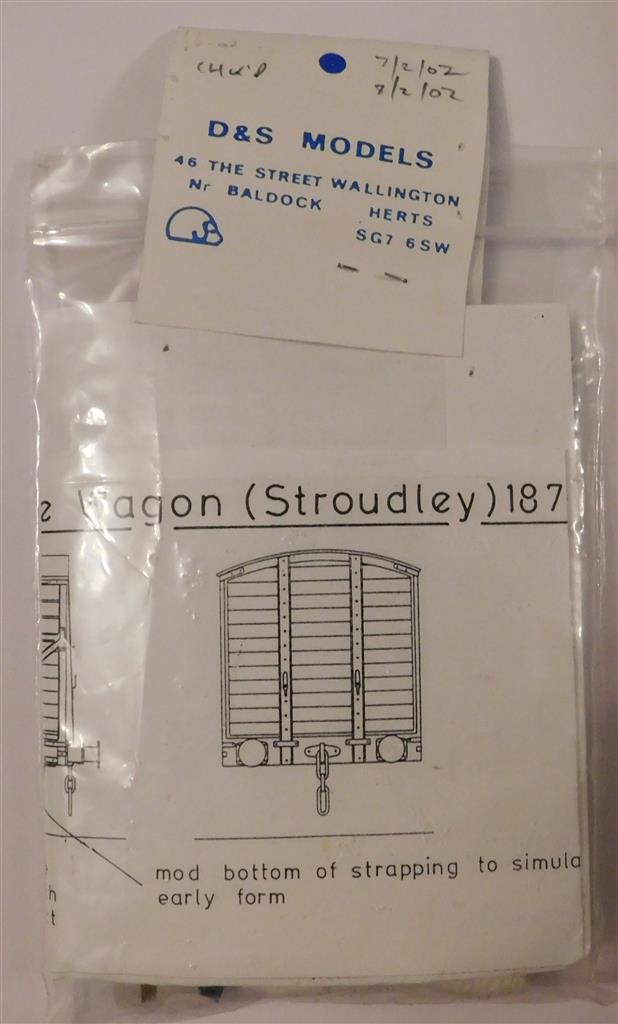 CHK'D 7/2/02
8/2/02
D&S MODELS
46 THE STREET WALLINGTON
Nr BALDOCK HERTS
SG7 6SW
Wagon (Stroudley) 187
mod bottom of strapping to simula
early form
h
t